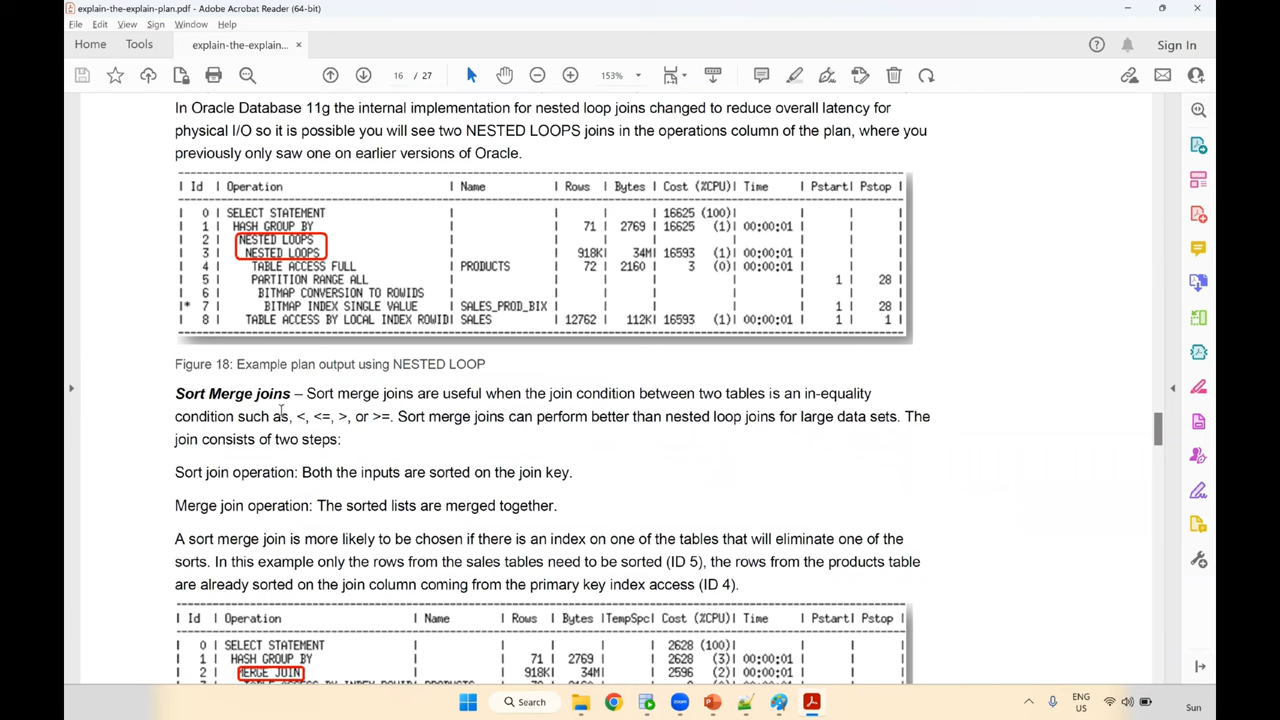 explain-the-explain-plan.pdf - Adobe Acrobat Reader (64-bit)
File Edit View Sign Window Help
Home Tools explain-the-explain... × Sign In
16 / 27 153%
In Oracle Database 11g the internal implementation for nested loop joins changed to reduce overall latency for
physical I/O so it is possible you will see two NESTED LOOPS joins in the operations column of the plan, where you
previously only saw one on earlier versions of Oracle.
| Id | Operation | Name | Rows | Bytes | Cost (%CPU)| Time | Pstart| Pstop |
| 0 | SELECT STATEMENT | | | | 16625 (100)| | | |
| 1 | HASH GROUP BY | | 71 | 2769 | 16625 (1)| 00:00:01 | | |
| 2 | NESTED LOOPS | | | | | | | |
| 3 | NESTED LOOPS | | 918K| 34M| 16593 (1)| 00:00:01 | | |
| 4 | TABLE ACCESS FULL | PRODUCTS | 72 | 2160 | 3 (0)| 00:00:01 | | |
| 5 | PARTITION RANGE ALL | | | | | | 1 | 28 |
| 6 | BITMAP CONVERSION TO ROWIDS | | | | | | | |
|* 7 | BITMAP INDEX SINGLE VALUE | SALES_PROD_BIX | | | | | 1 | 28 |
| 8 | TABLE ACCESS BY LOCAL INDEX ROWID| SALES | 12762 | 112K| 16593 (1)| 00:00:01 | 1 | 1 |
Figure 18: Example plan output using NESTED LOOP
Sort Merge joins – Sort merge joins are useful when the join condition between two tables is an in-equality
condition such as, <, <=, >, or >=. Sort merge joins can perform better than nested loop joins for large data sets. The
join consists of two steps:
Sort join operation: Both the inputs are sorted on the join key.
Merge join operation: The sorted lists are merged together.
A sort merge join is more likely to be chosen if there is an index on one of the tables that will eliminate one of the
sorts. In this example only the rows from the sales tables need to be sorted (ID 5), the rows from the products table
are already sorted on the join column coming from the primary key index access (ID 4).
| Id | Operation | Name | Rows | Bytes |TempSpc| Cost (%CPU)| Time | Pstart| Pstop |
| 0 | SELECT STATEMENT | | | | | 2628 (100)| | | |
| 1 | HASH GROUP BY | | 71 | 2769 | | 2628 (3)| 00:00:01 | | |
| 2 | MERGE JOIN | | 918K| 34M| | 2596 (2)| 00:00:01 | | |
Search
ENG
US
Sun